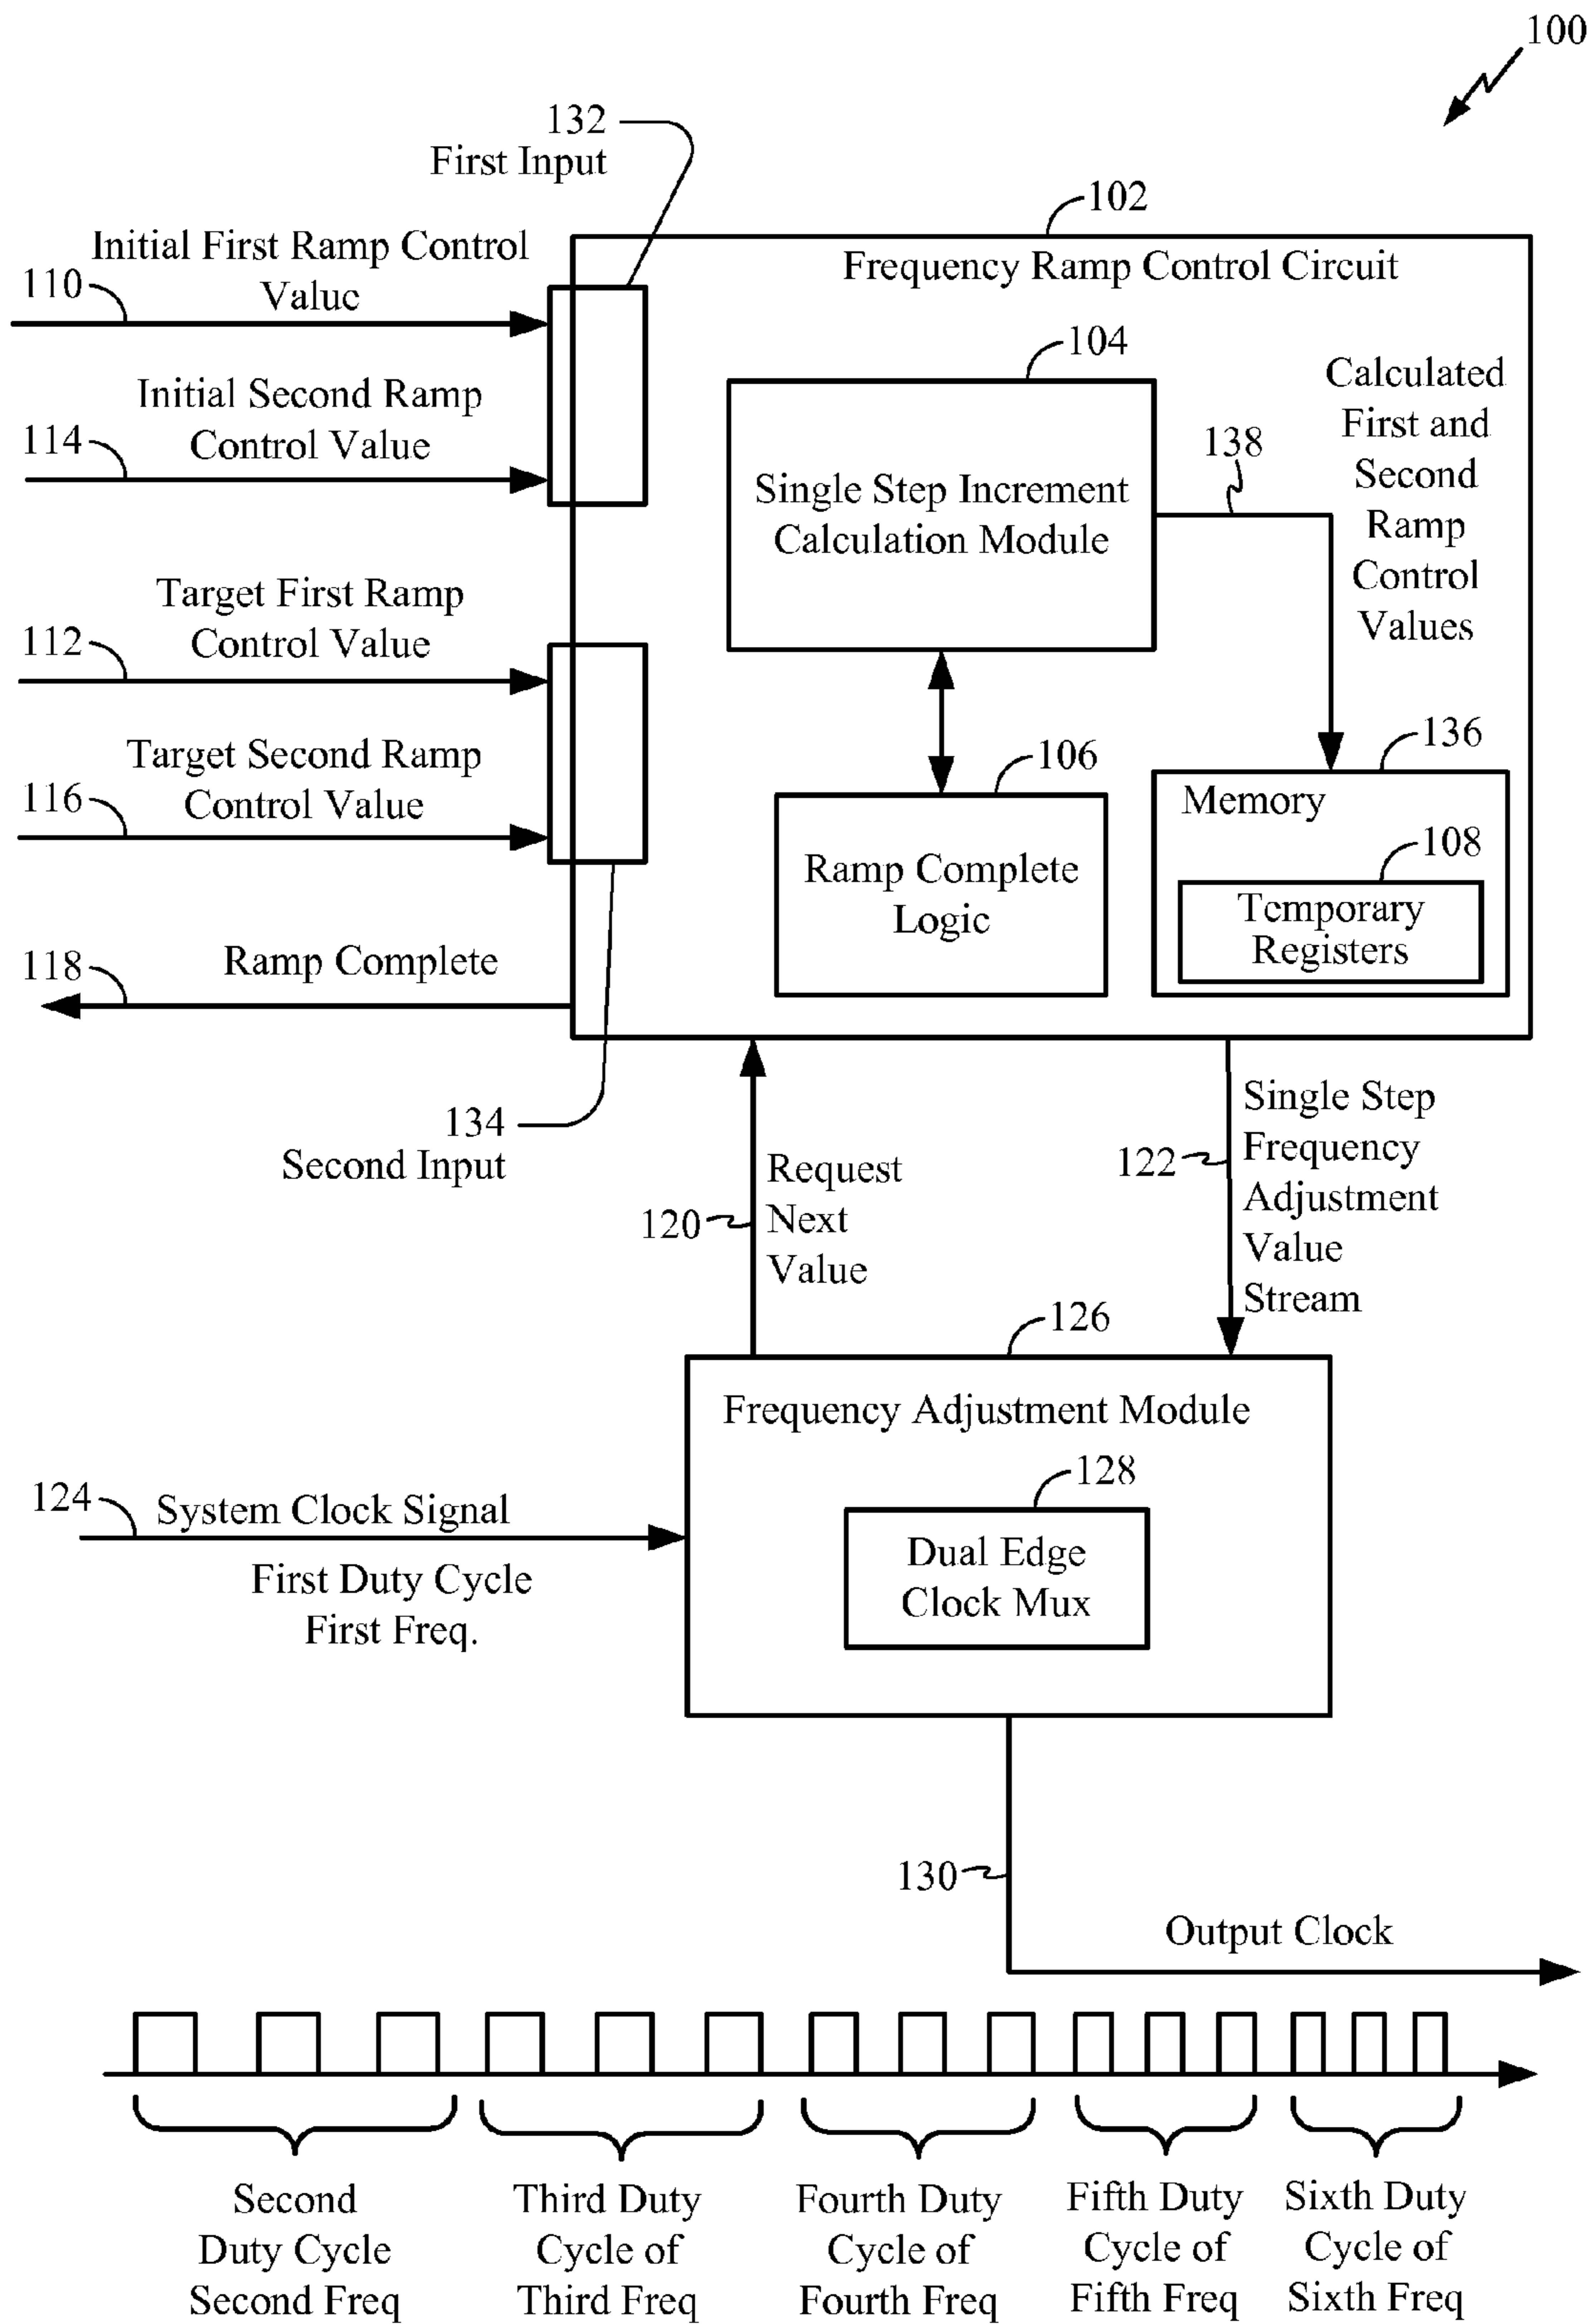 100
132
First Input
102
Initial First Ramp Control
Value
110
Frequency Ramp Control Circuit
104
Initial Second Ramp
Control Value
114
Calculated
First and
Second
Ramp
Control
Values
138
Single Step Increment
Calculation Module
Target First Ramp
Control Value
112
Target Second Ramp
Control Value
116
106
136
Memory
108
Ramp Complete
Logic
Temporary
Registers
118
Ramp Complete
134
Second Input
120
Request
Next
Value
122
Single Step
Frequency
Adjustment
Value
Stream
126
Frequency Adjustment Module
128
124
System Clock Signal
First Duty Cycle
First Freq.
Dual Edge
Clock Mux
130
Output Clock
Second
Duty Cycle
Second Freq
Third Duty
Cycle of
Third Freq
Fourth Duty
Cycle of
Fourth Freq
Fifth Duty
Cycle of
Fifth Freq
Sixth Duty
Cycle of
Sixth Freq